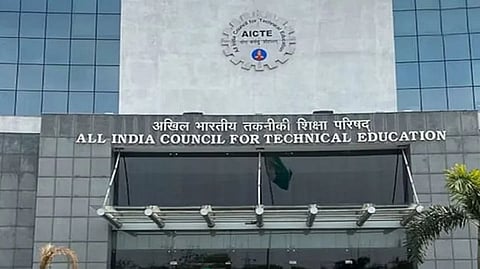 AICTE
अखिल भारतीय तकनीकी शिक्षा परिषद्
ALL INDIA COUNCIL FOR TECHNICAL EDUCATION